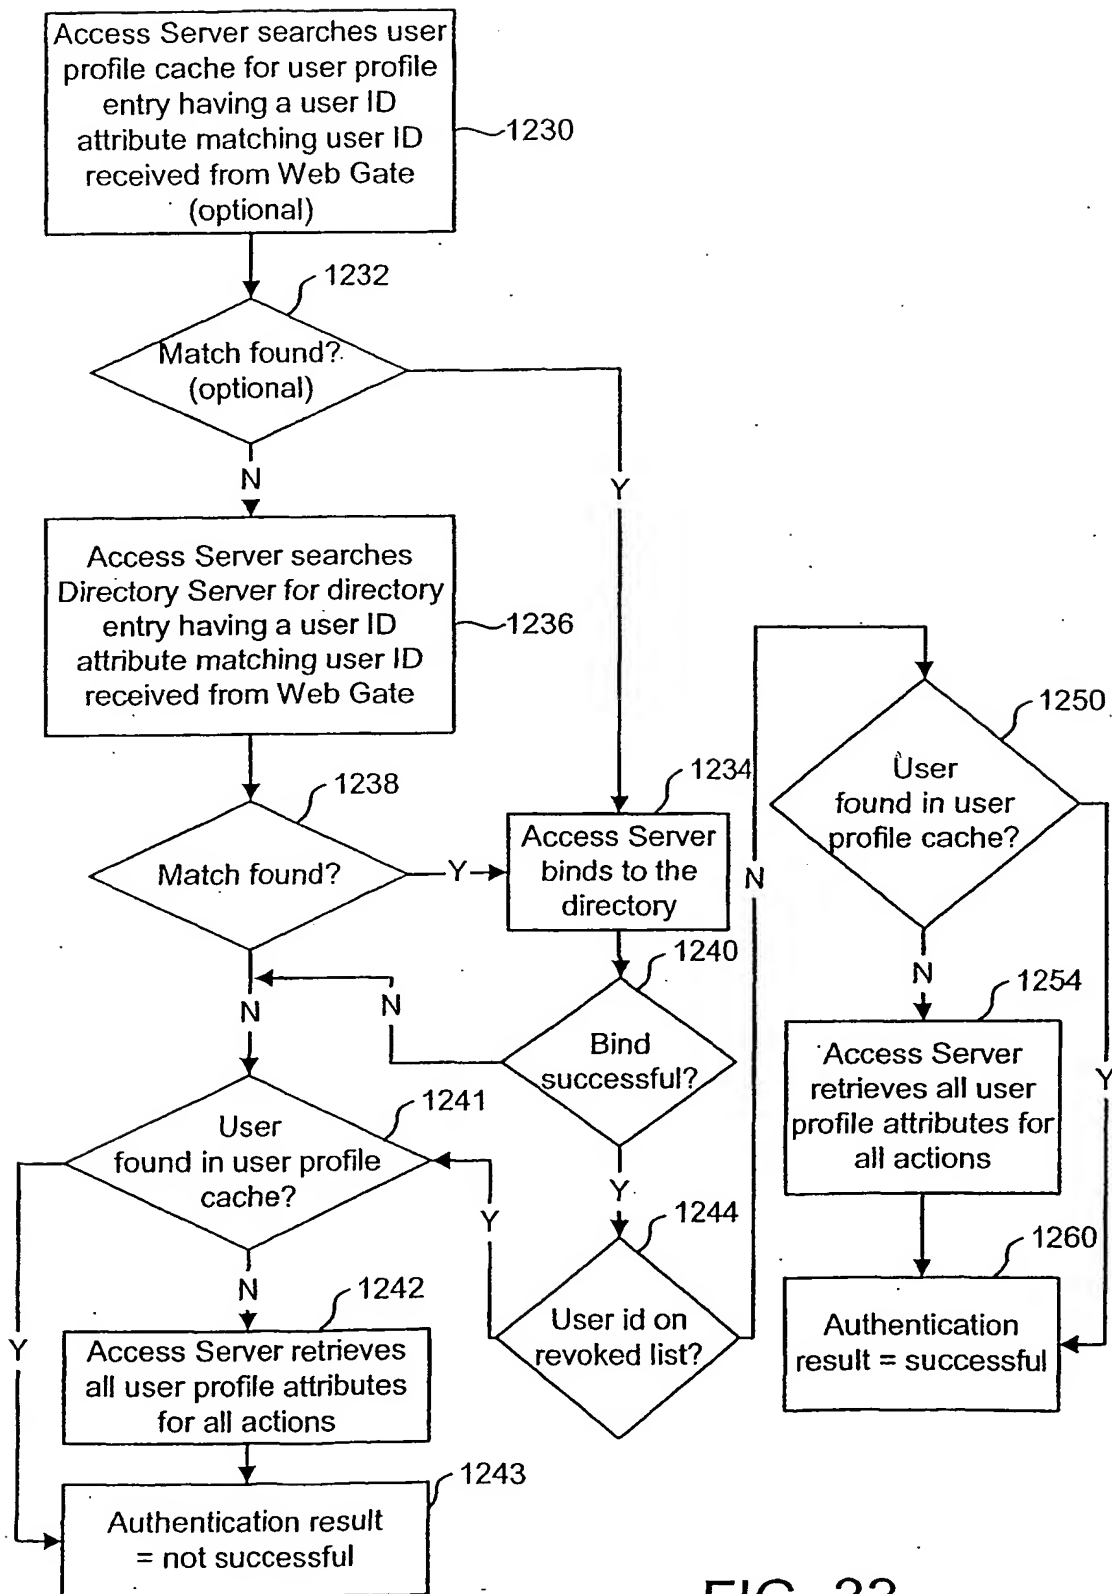 Access Server searches user
profile cache for user profile
entry having a user ID
attribute matching user ID
received from Web Gate
(optional)
1230
1232
Match found?
(optional)
N
Y
Access Server searches
Directory Server for directory
entry having a user ID
attribute matching user ID
received from Web Gate
1236
1238
Match found?
Y
N
1234
Access Server
binds to the
directory
1240
Bind
successful?
N
Y
1241
User
found in user profile
cache?
Y
N
1244
User id on
revoked list?
Y
N
1242
Access Server retrieves
all user profile attributes
for all actions
1243
Authentication result
= not successful
1250
User
found in user
profile cache?
N
Y
1254
Access Server
retrieves all user
profile attributes for
all actions
1260
Authentication
result = successful